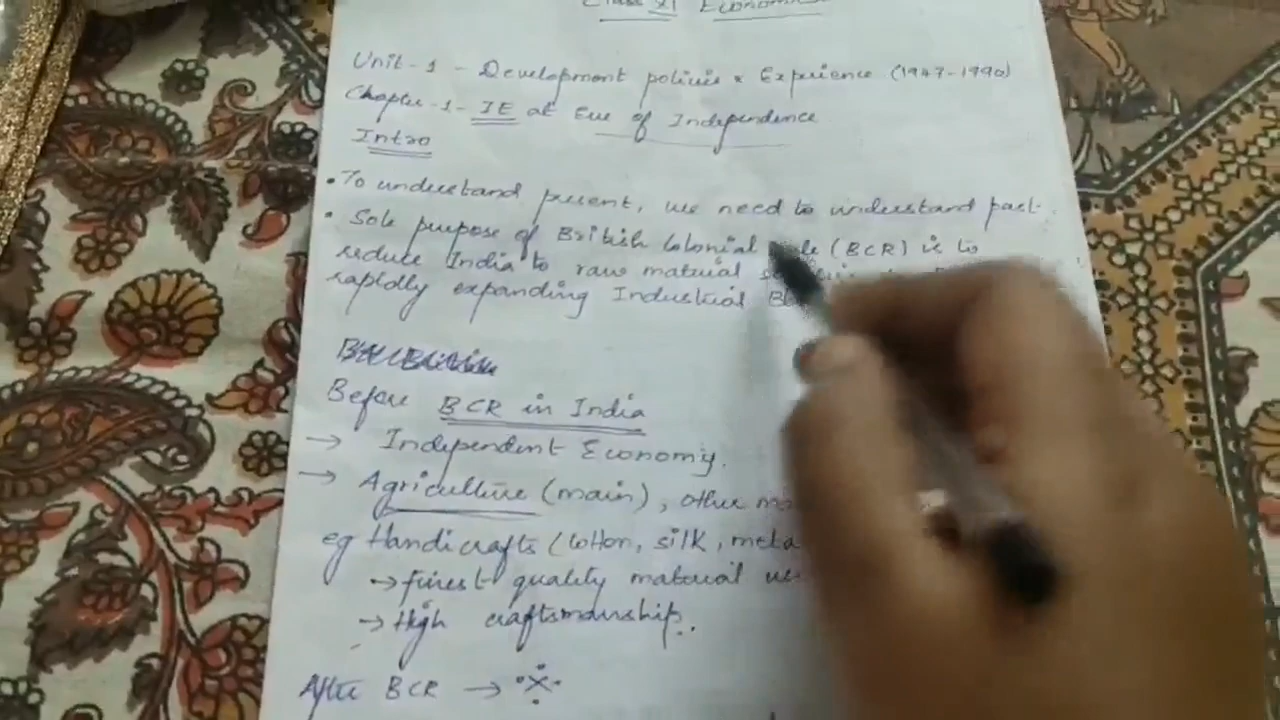 Class XI Economics
Unit-1 - Development policies & Experience (1947-1990)
Chapter-1 - IE at Eve of Independence
Intro
• To understand present, we need to understand past.
• Sole purpose of British Colonial Rule (BCR) is to
reduce India to raw material
rapidly expanding Industrial
Before BCR in India
→ Independent Economy.
→ Agriculture (main), other
eg Handicrafts (Cotton, silk,
→ finest quality material
→ High craftsmanship.
After BCR → X